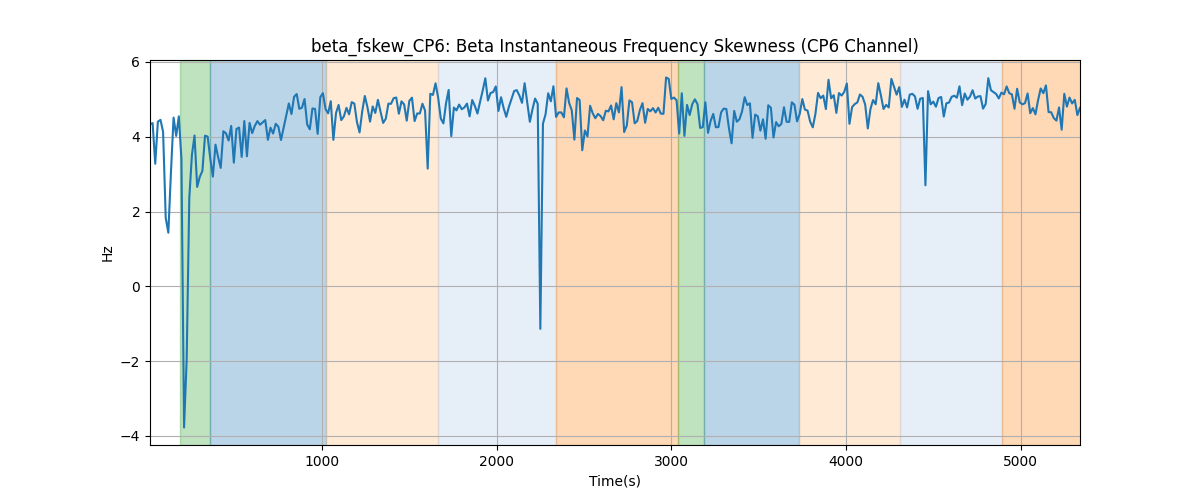 beta_fskew_CP6: Beta Instantaneous Frequency Skewness (CP6 Channel)
6
4
2
0
−2
−4
Hz
1000 2000 3000 4000 5000
Time(s)